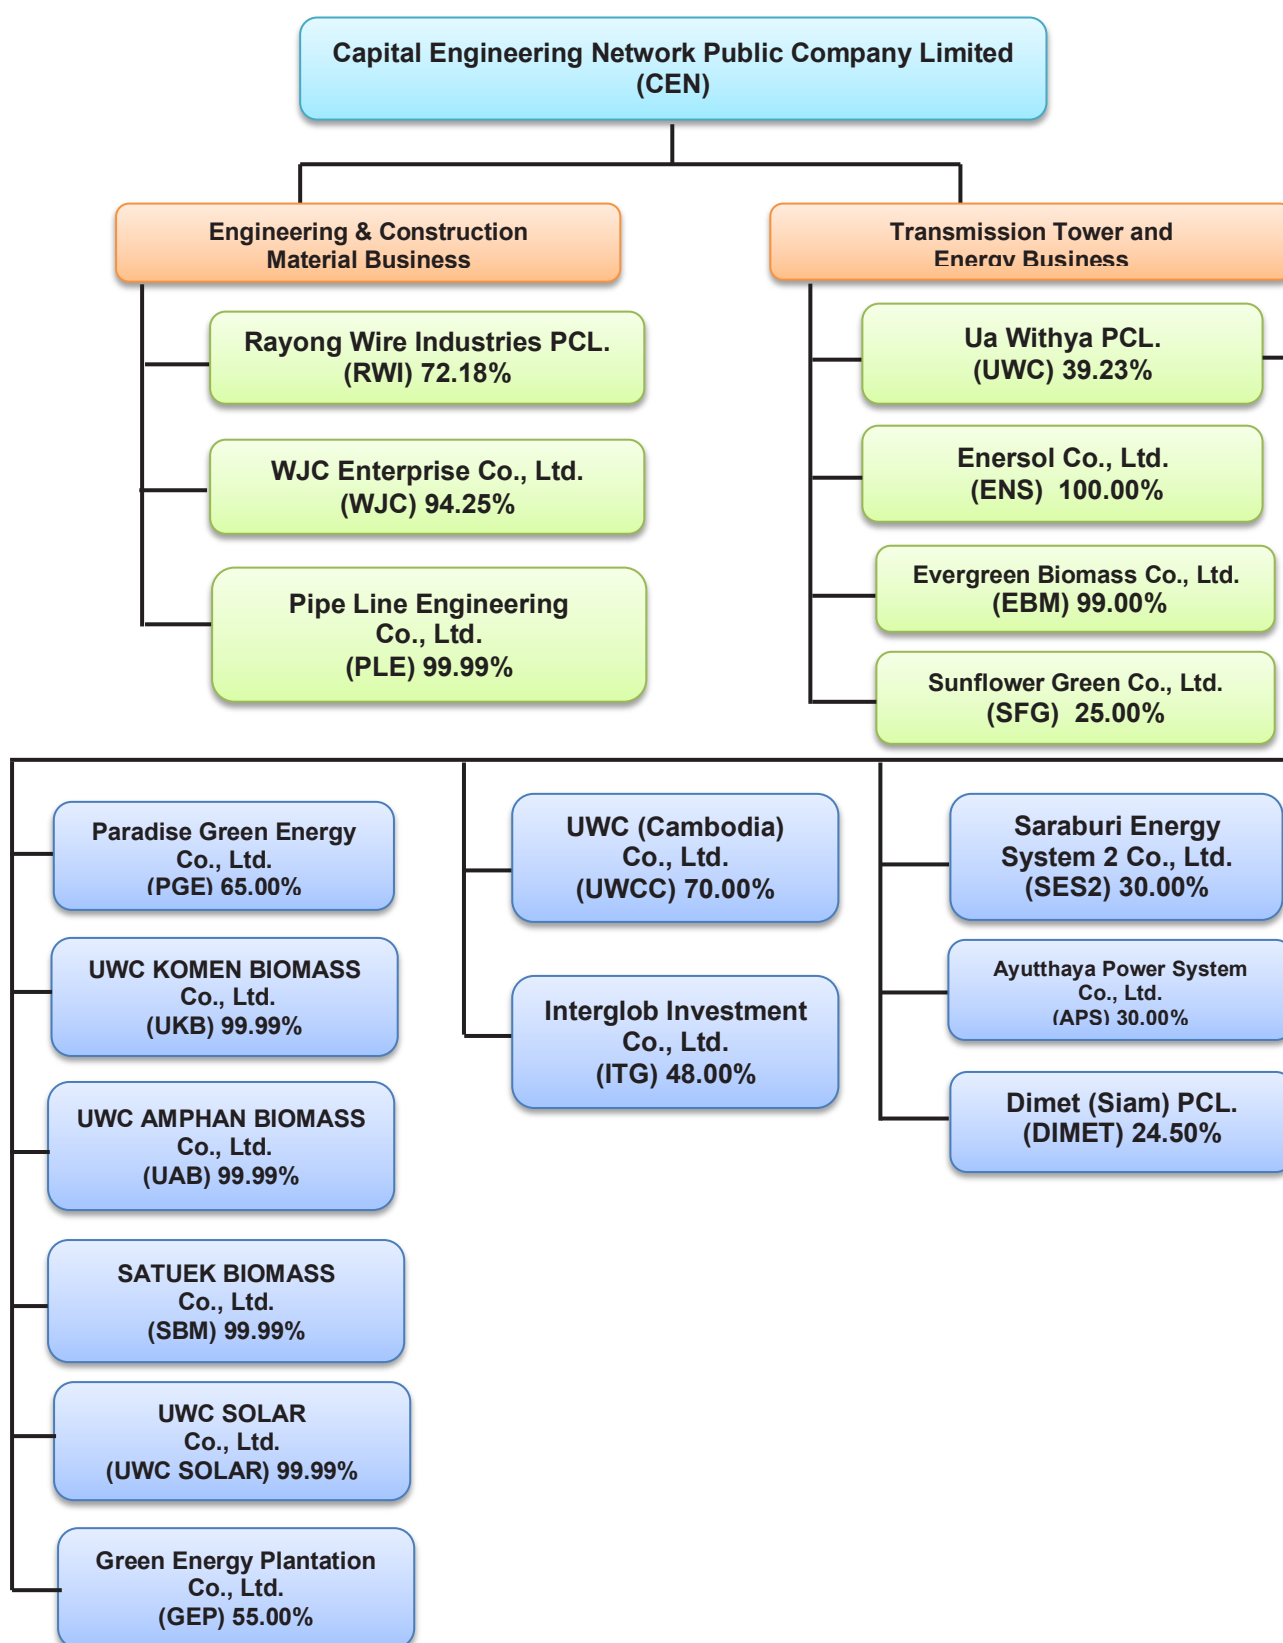 Capital Engineering Network Public Company Limited
(CEN)
Engineering & Construction
Material Business
Transmission Tower and
Energy Business
Rayong Wire Industries PCL.
(RWI) 72.18%
WJC Enterprise Co., Ltd.
(WJC) 94.25%
Pipe Line Engineering
Co., Ltd.
(PLE) 99.99%
Ua Withya PCL.
(UWC) 39.23%
Enersol Co., Ltd.
(ENS) 100.00%
Evergreen Biomass Co., Ltd.
(EBM) 99.00%
Sunflower Green Co., Ltd.
(SFG) 25.00%
Paradise Green Energy
Co., Ltd.
(PGE) 65.00%
UWC KOMEN BIOMASS
Co., Ltd.
(UKB) 99.99%
UWC AMPHAN BIOMASS
Co., Ltd.
(UAB) 99.99%
SATUEK BIOMASS
Co., Ltd.
(SBM) 99.99%
UWC SOLAR
Co., Ltd.
(UWC SOLAR) 99.99%
Green Energy Plantation
Co., Ltd.
(GEP) 55.00%
UWC (Cambodia)
Co., Ltd.
(UWCC) 70.00%
Interglob Investment
Co., Ltd.
(ITG) 48.00%
Saraburi Energy
System 2 Co., Ltd.
(SES2) 30.00%
Ayutthaya Power System
Co., Ltd.
(APS) 30.00%
Dimet (Siam) PCL.
(DIMET) 24.50%